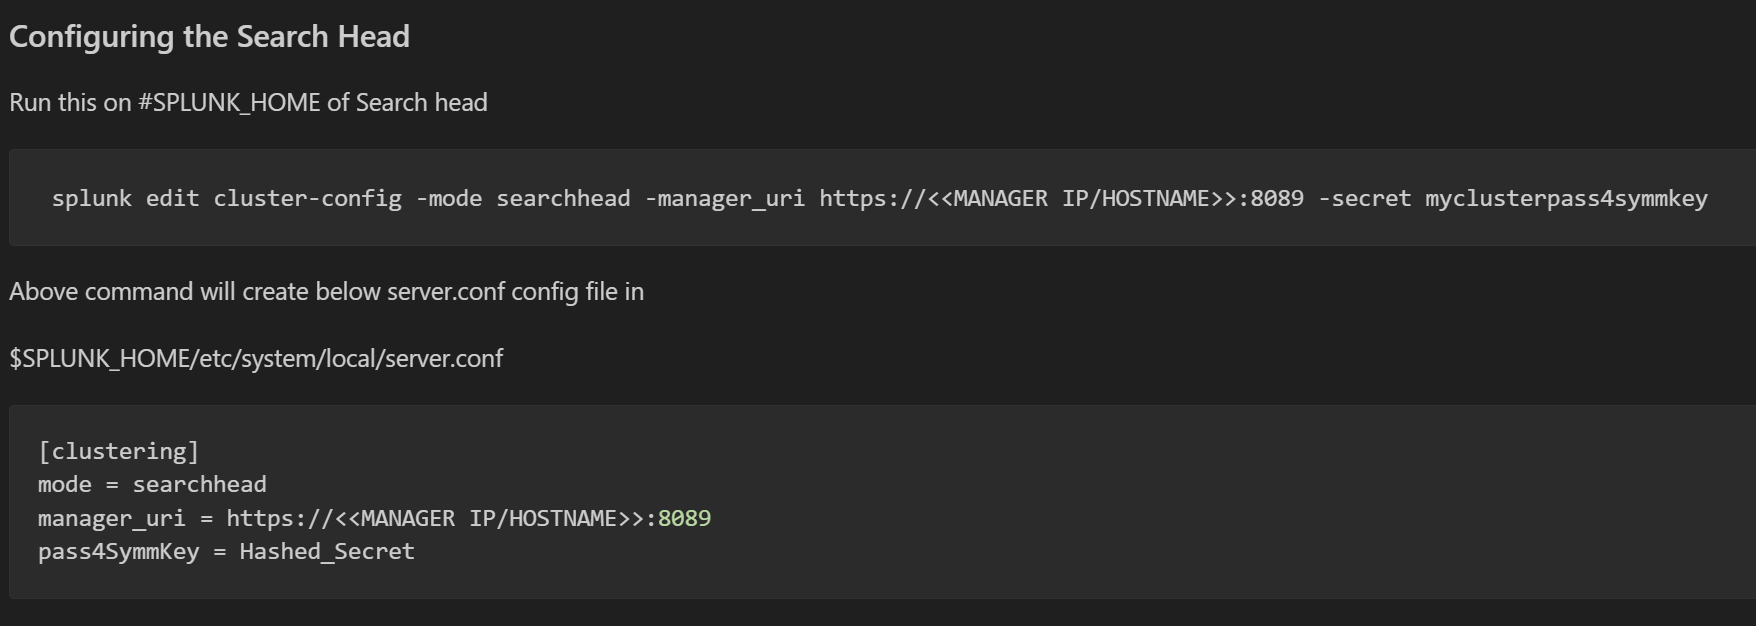 Configuring the Search Head
Run this on #SPLUNK_HOME of Search head
splunk edit cluster-config -mode searchhead -manager_uri https://<<MANAGER IP/HOSTNAME>>:8089 -secret myclusterpass4symmkey
Above command will create below server.conf config file in
$SPLUNK_HOME/etc/system/local/server.conf
[clustering]
mode = searchhead
manager_uri = https://<<MANAGER IP/HOSTNAME>>:8089
pass4SymmKey = Hashed_Secret